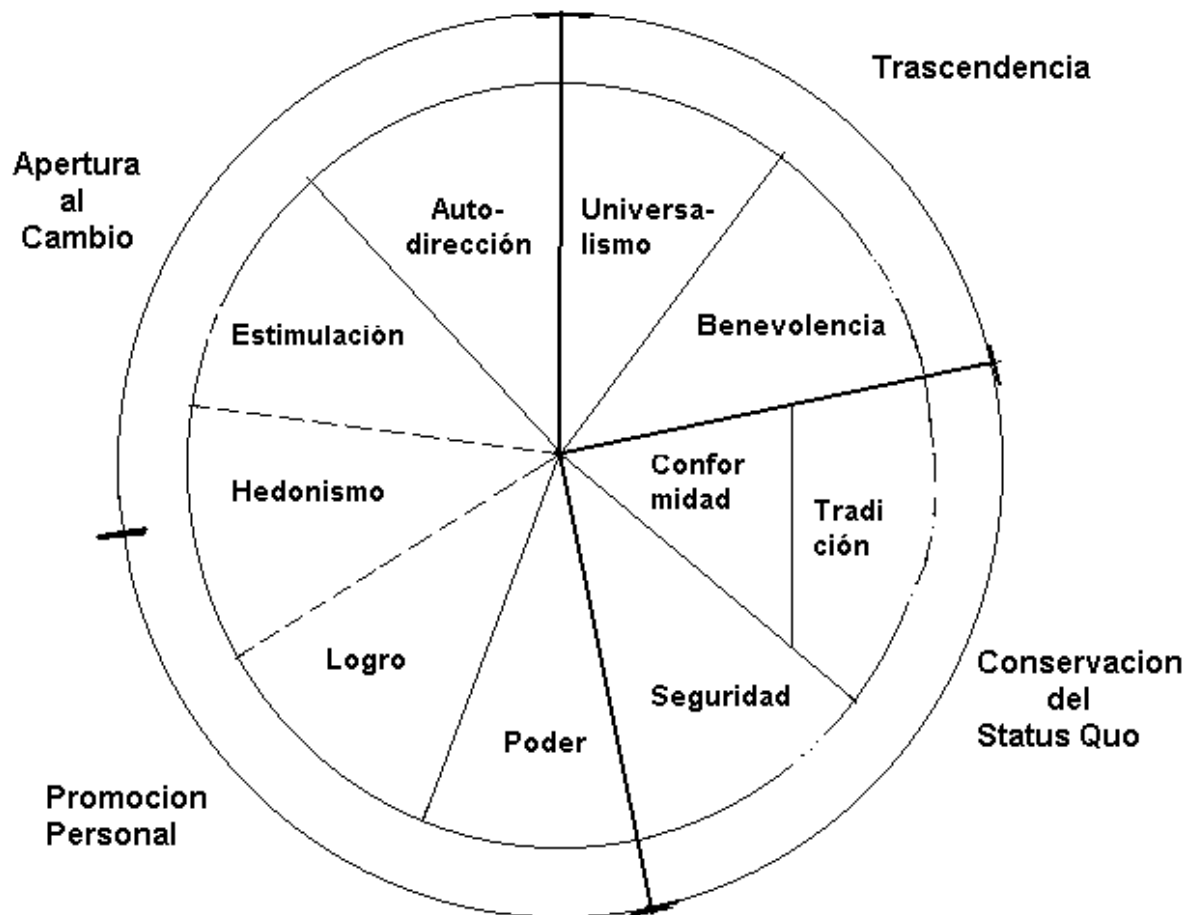 Trascendencia
Apertura
al
Cambio
Auto-
dirección
Universa-
lismo
Estimulación
Benevolencia
Hedonismo
Confor
midad
Tradi
ción
Logro
Seguridad
Poder
Conservacion
del
Status Quo
Promocion
Personal